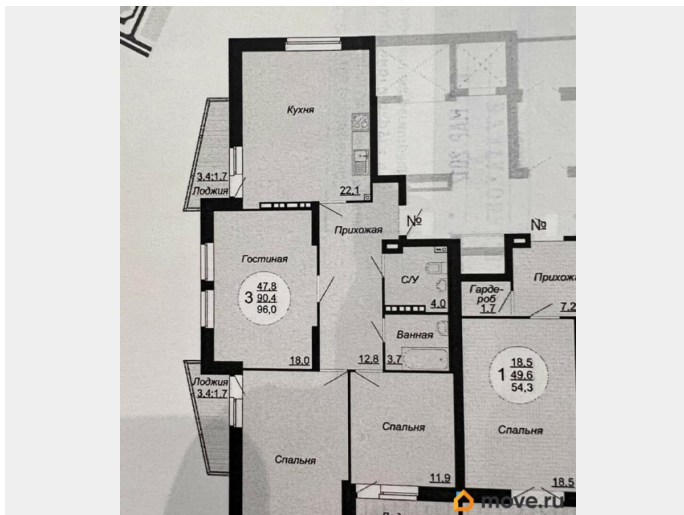 Кухня
3.4:1.7
Лоджия
22.1
Прихожая
№
№
Гостиная
3
47.8
90.4
96.0
18.0
С/У
4.0
Гарде-
роб
1.7
Прихожа
7.2
Ванная
3.7
12.8
Лоджия
3.4:1.7
1
18.5
49.6
54.3
Спальня
Спальня
11.9
Спальня
18.5
move.ru